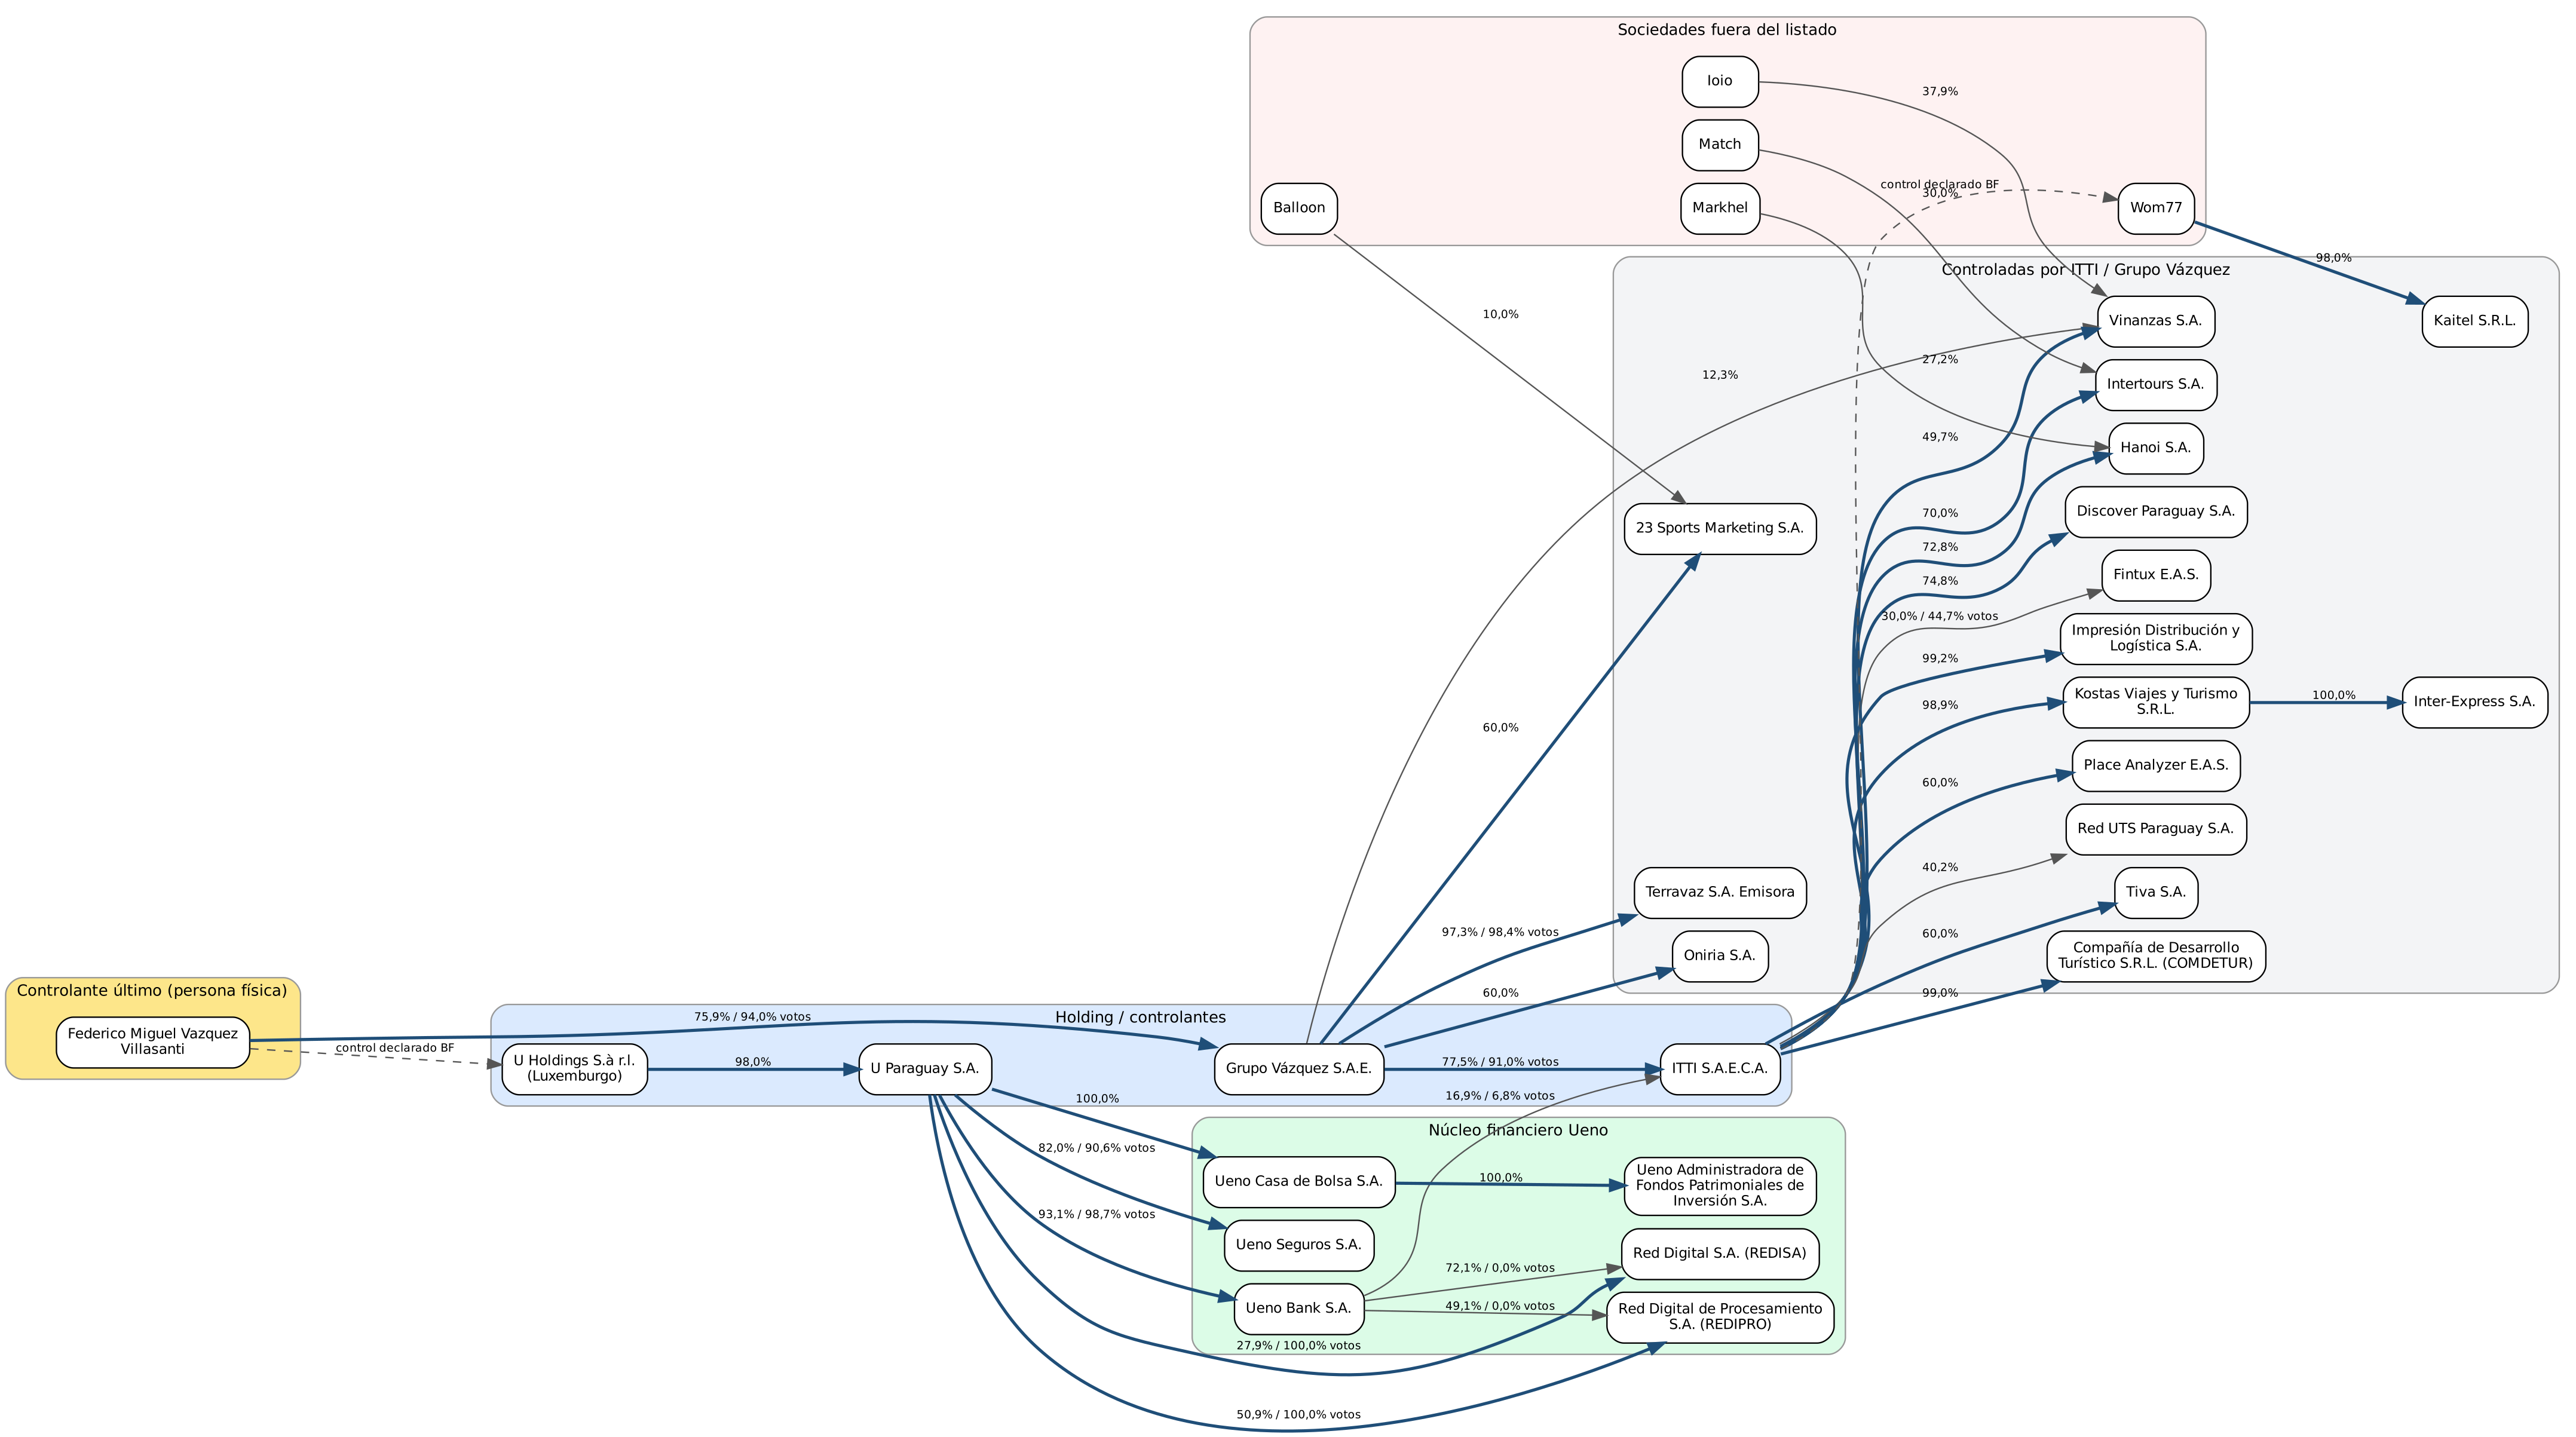 Sociedades fuera del listado
Ioio
37,9%
Match
control declarado BF
30,0%
Balloon
Markhel
Wom77
98,0%
Controladas por ITTI / Grupo Vázquez
10,0%
Vinanzas S.A.
Kaitel S.R.L.
27,2%
12,3%
Intertours S.A.
49,7%
Hanoi S.A.
70,0%
Discover Paraguay S.A.
23 Sports Marketing S.A.
72,8%
74,8%
Fintux E.A.S.
30,0% / 44,7% votos
Impresión Distribución y
Logística S.A.
99,2%
Kostas Viajes y Turismo
S.R.L.
100,0%
Inter-Express S.A.
98,9%
60,0%
Place Analyzer E.A.S.
60,0%
Red UTS Paraguay S.A.
40,2%
Terravaz S.A. Emisora
Tiva S.A.
97,3% / 98,4% votos
60,0%
Oniria S.A.
Compañía de Desarrollo
Turístico S.R.L. (COMDETUR)
60,0%
99,0%
Controlante último (persona física)
Federico Miguel Vazquez
Villasanti
75,9% / 94,0% votos
control declarado BF
Holding / controlantes
U Holdings S.à r.l.
(Luxemburgo)
98,0%
U Paraguay S.A.
Grupo Vázquez S.A.E.
77,5% / 91,0% votos
ITTI S.A.E.C.A.
100,0%
16,9% / 6,8% votos
Núcleo financiero Ueno
82,0% / 90,6% votos
Ueno Casa de Bolsa S.A.
100,0%
Ueno Administradora de
Fondos Patrimoniales de
Inversión S.A.
93,1% / 98,7% votos
Ueno Seguros S.A.
Red Digital S.A. (REDISA)
72,1% / 0,0% votos
Ueno Bank S.A.
49,1% / 0,0% votos
Red Digital de Procesamiento
S.A. (REDIPRO)
27,9% / 100,0% votos
50,9% / 100,0% votos